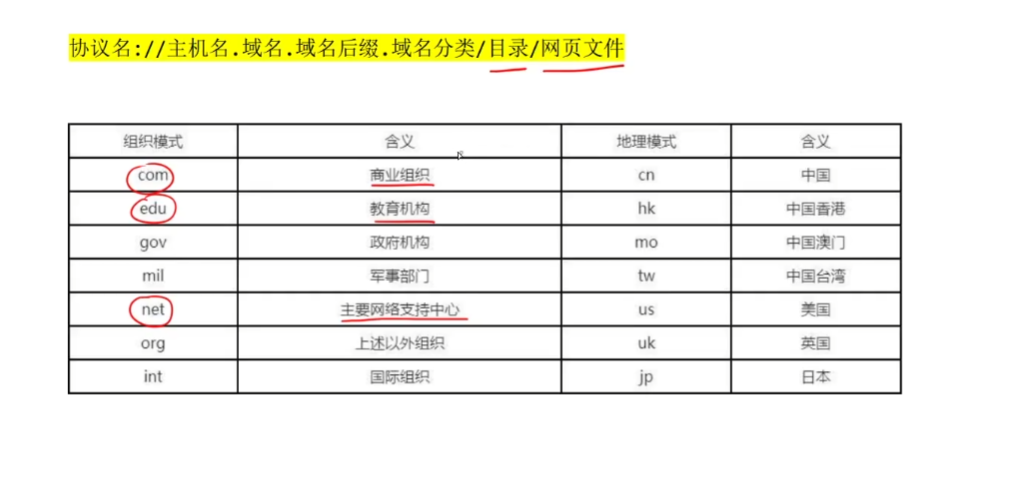 协议名://主机名.域名.域名后缀.域名分类/目录/网页文件
组织模式 含义 地理模式 含义
com 商业组织 cn 中国
edu 教育机构 hk 中国香港
gov 政府机构 mo 中国澳门
mil 军事部门 tw 中国台湾
net 主要网络支持中心 us 美国
org 上述以外组织 uk 英国
int 国际组织 jp 日本